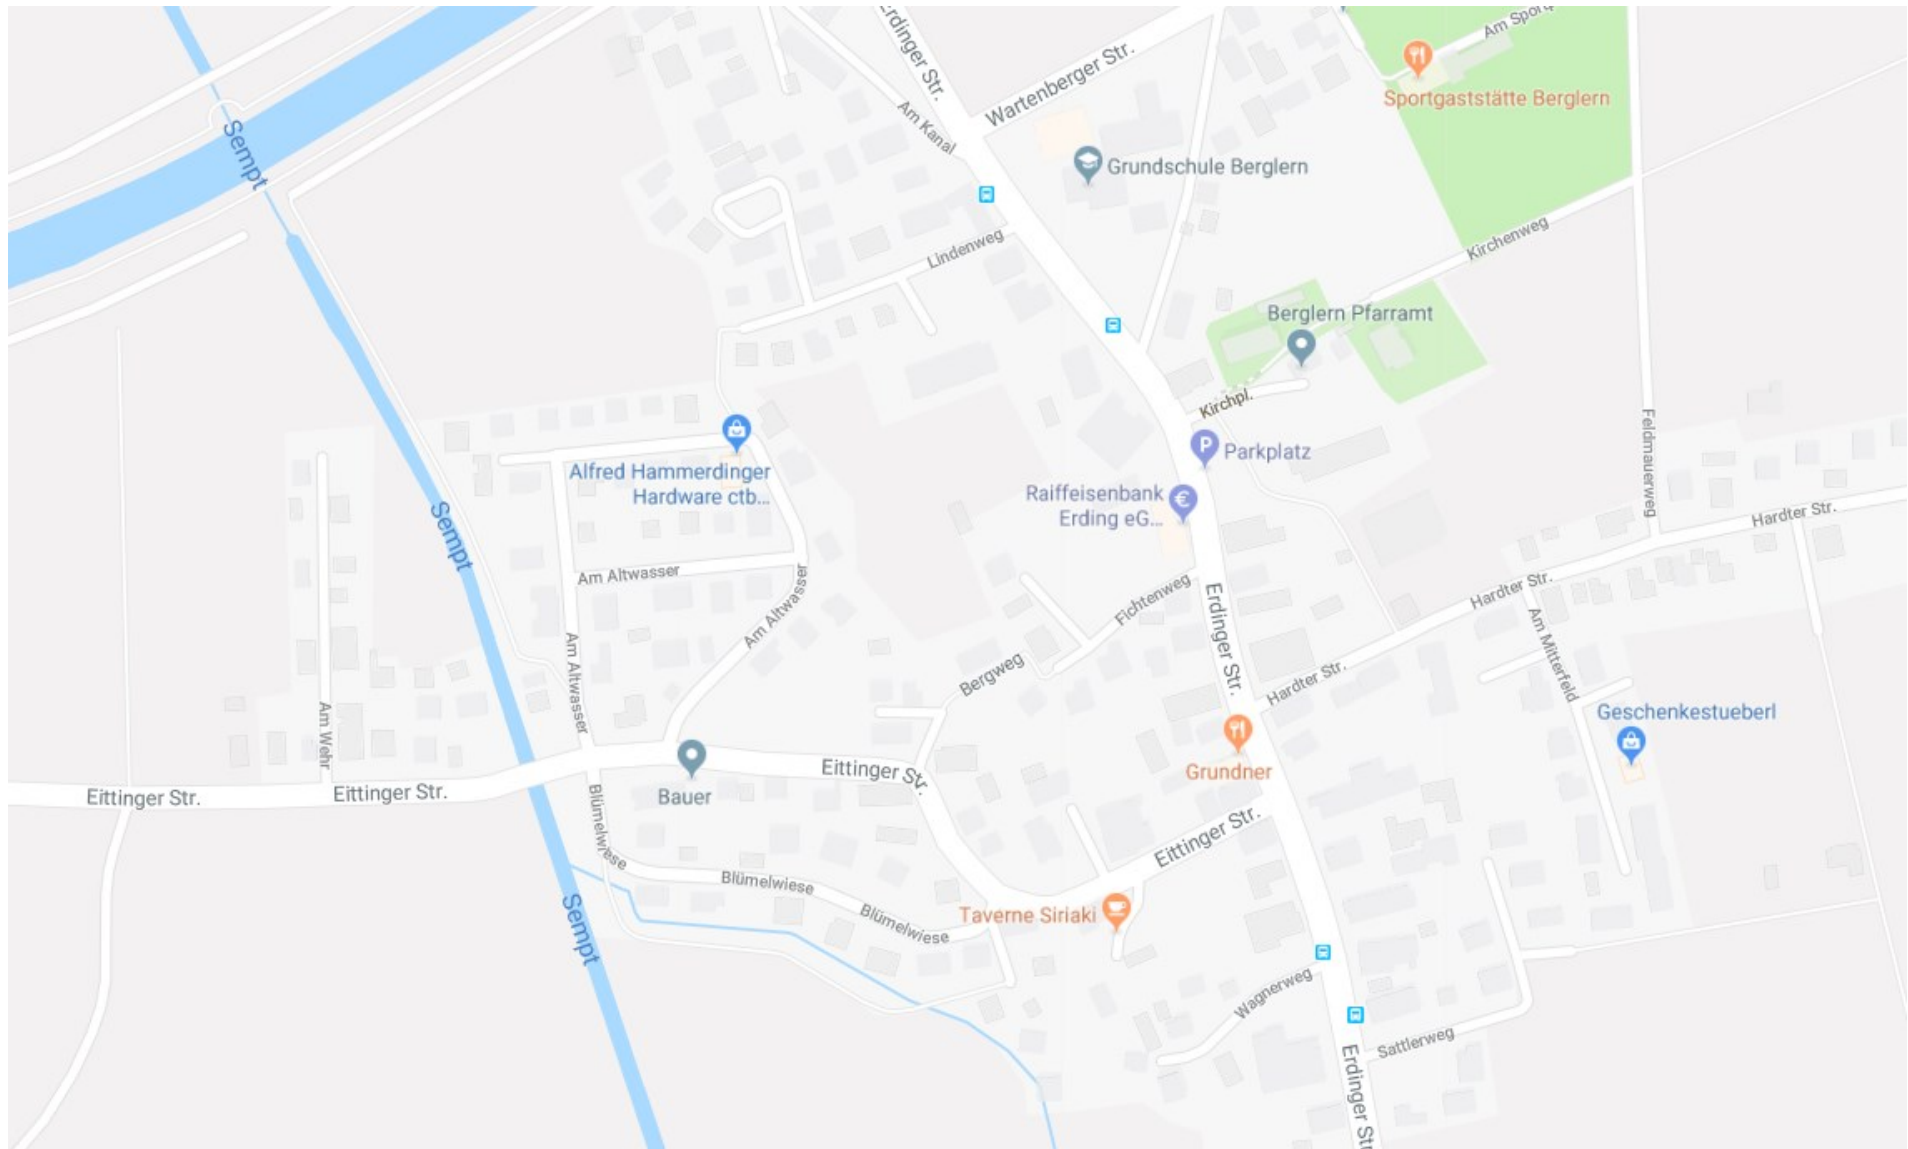 Erdinger Str.
Am Sport
Wartenberger Str.
Sportgaststätte Berglern
Am Kanal
Sempt
Grundschule Berglern
Lindenweg
Kirchenweg
Berglern Pfarramt
Kirchpl.
Parkplatz
Feldmauerweg
Alfred Hammerdinger
Hardware ctb...
Raiffeisenbank
Erding eG...
Hardter Str.
Sempt
Am Altwasser
Am Altwasser
Fichtenweg
Erdinger Str.
Hardter Str.
Am Mitterfeld
Am Altwasser
Bergweg
Hardter Str.
Am Wehr
Geschenkestueberl
Grundner
Eittinger Str.
Eittinger Str.
Bauer
Eittinger Str.
Blümelwiese
Eittinger Str.
Blümelwiese
Blümelwiese
Taverne Siriaki
Sempt
Wagnerweg
Sattlerweg
Erdinger Str